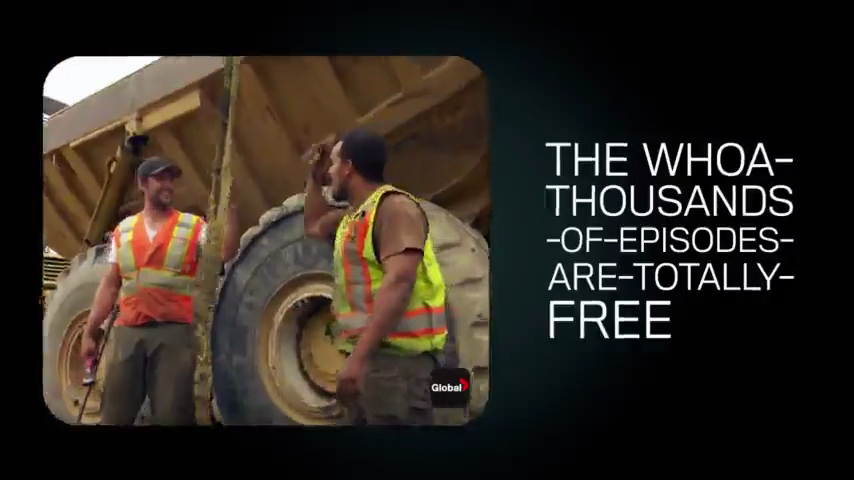 THE WHOA–
THOUSANDS
–OF–EPISODES–
ARE–TOTALLY–
FREE
Global